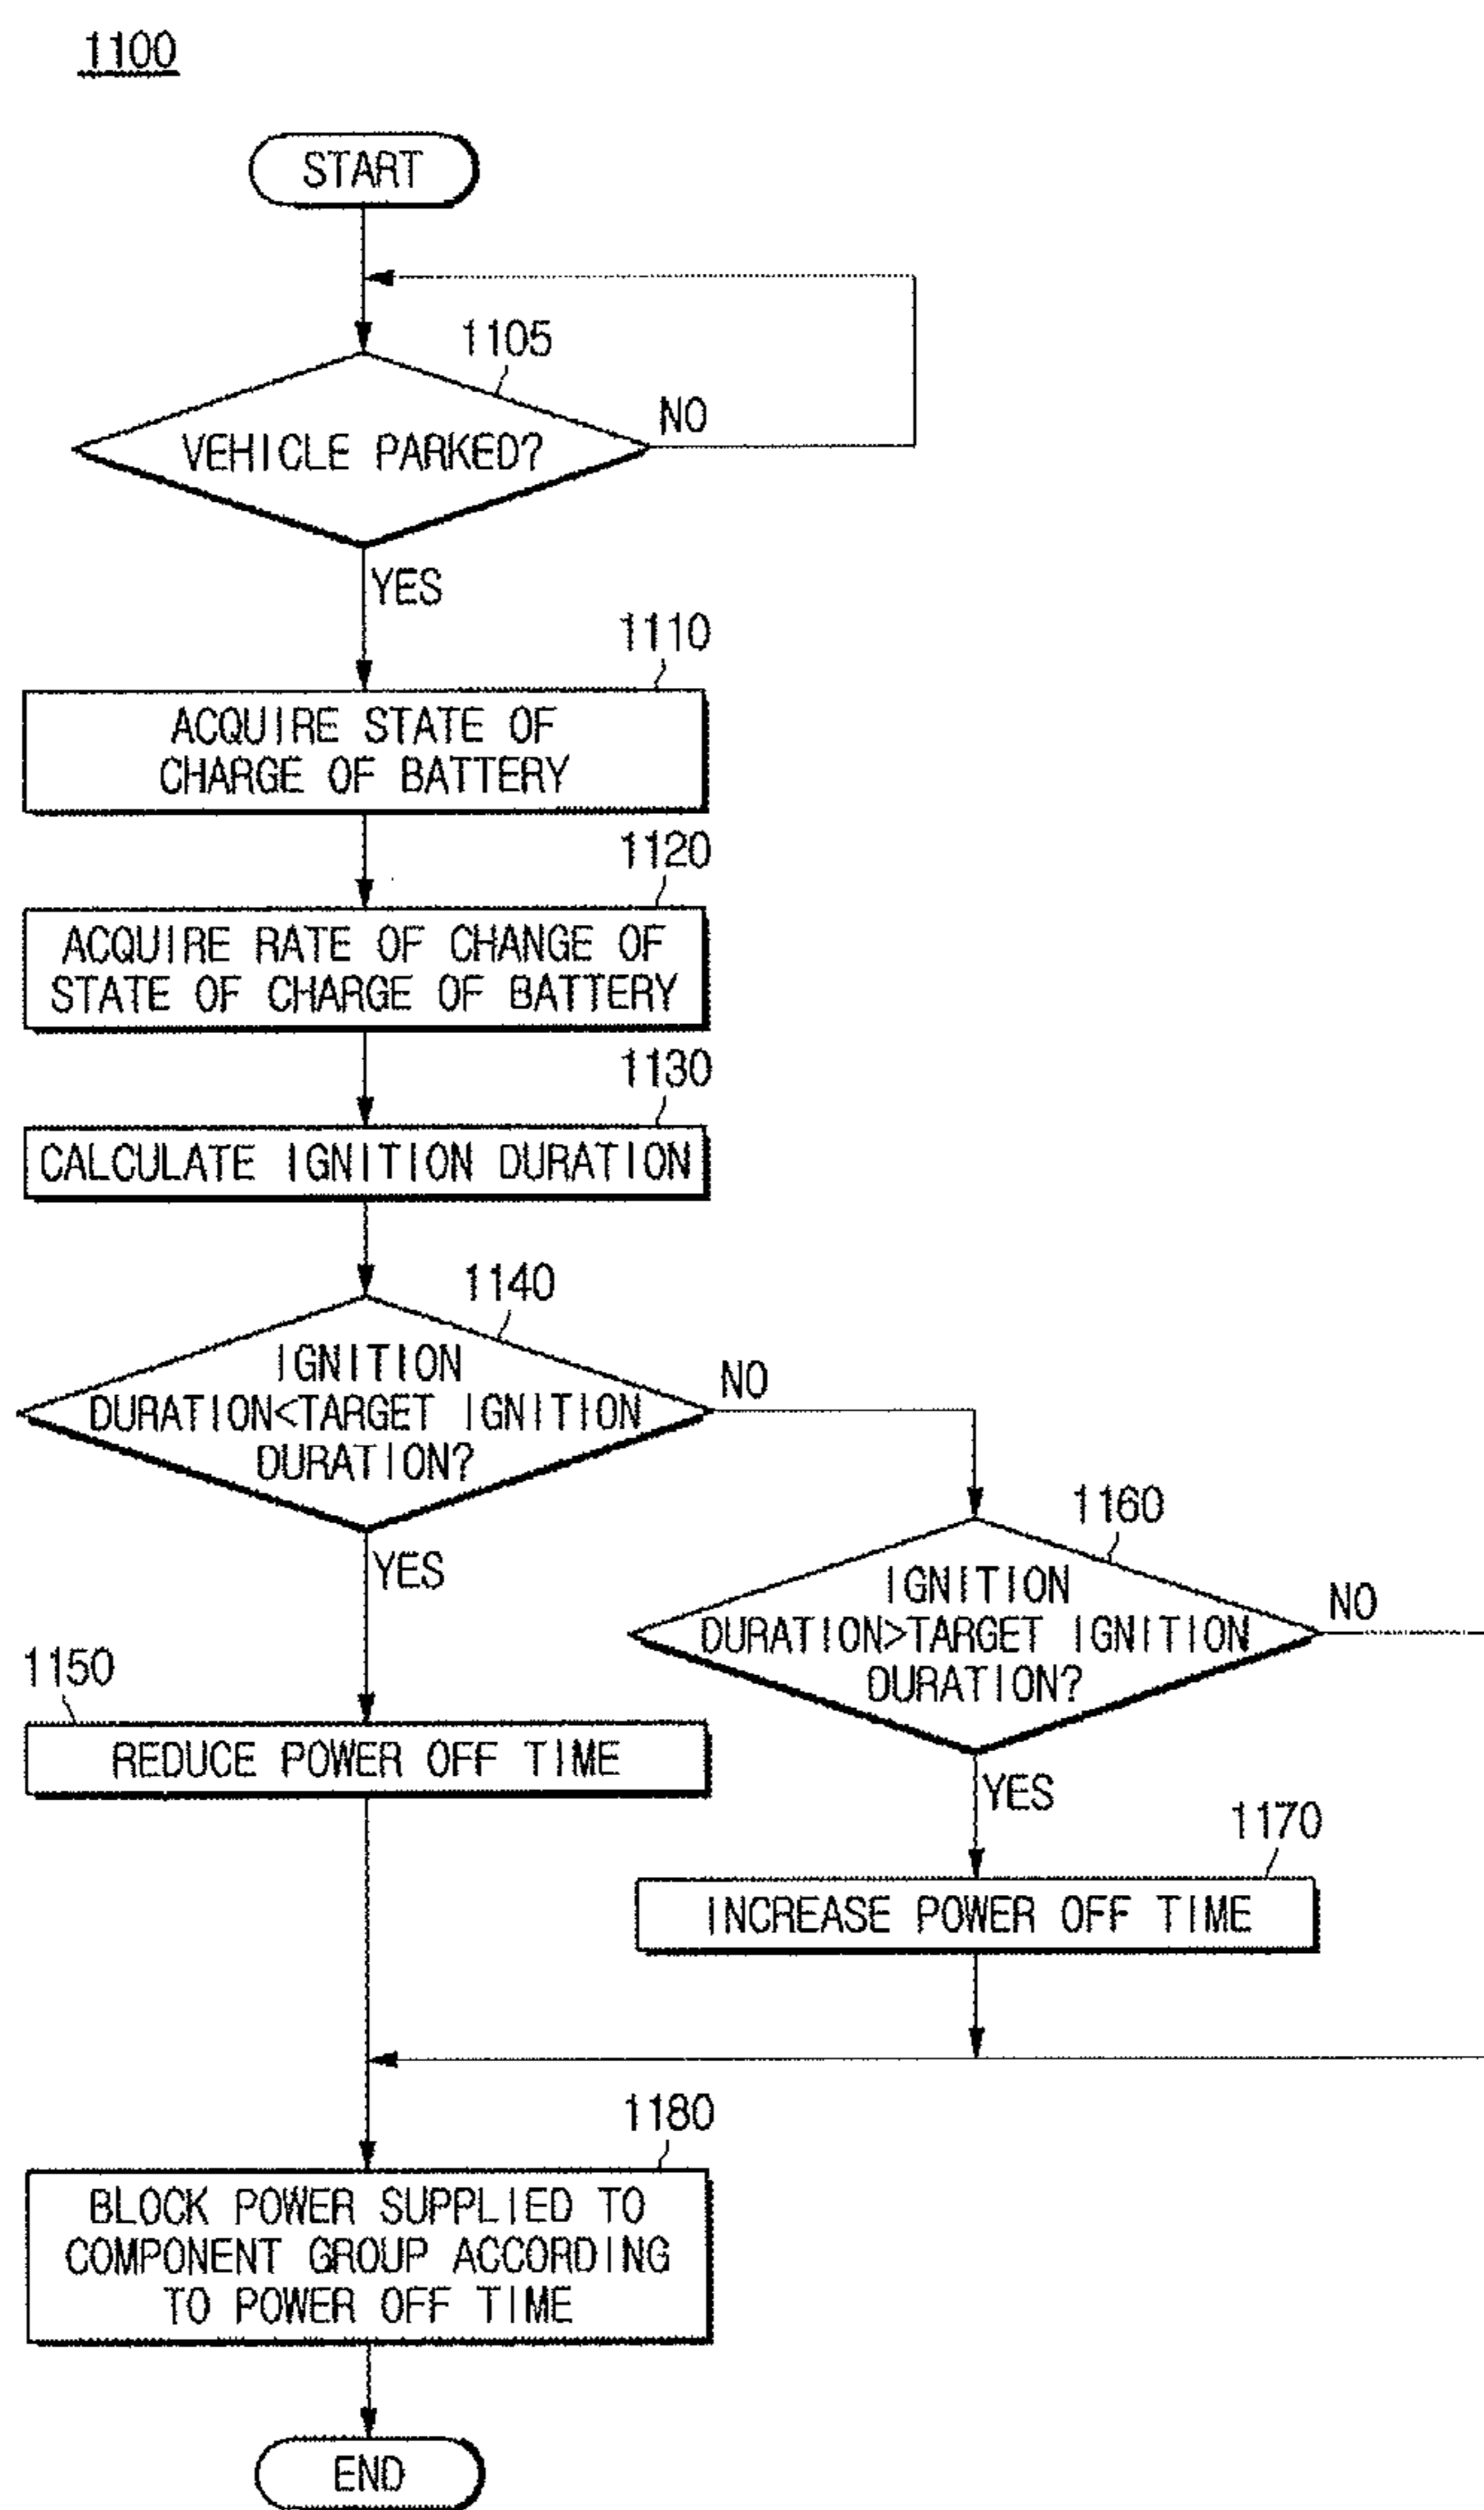 1100
START
1105
VEHICLE PARKED?
NO
YES
1110
ACQUIRE STATE OF
CHARGE OF BATTERY
1120
ACQUIRE RATE OF CHANGE OF
STATE OF CHARGE OF BATTERY
1130
CALCULATE IGNITION DURATION
1140
IGNITION
DURATION<TARGET IGNITION
DURATION?
NO
YES
1160
IGNITION
DURATION>TARGET IGNITION
DURATION?
NO
YES
1150
REDUCE POWER OFF TIME
1170
INCREASE POWER OFF TIME
1180
BLOCK POWER SUPPLIED TO
COMPONENT GROUP ACCORDING
TO POWER OFF TIME
END